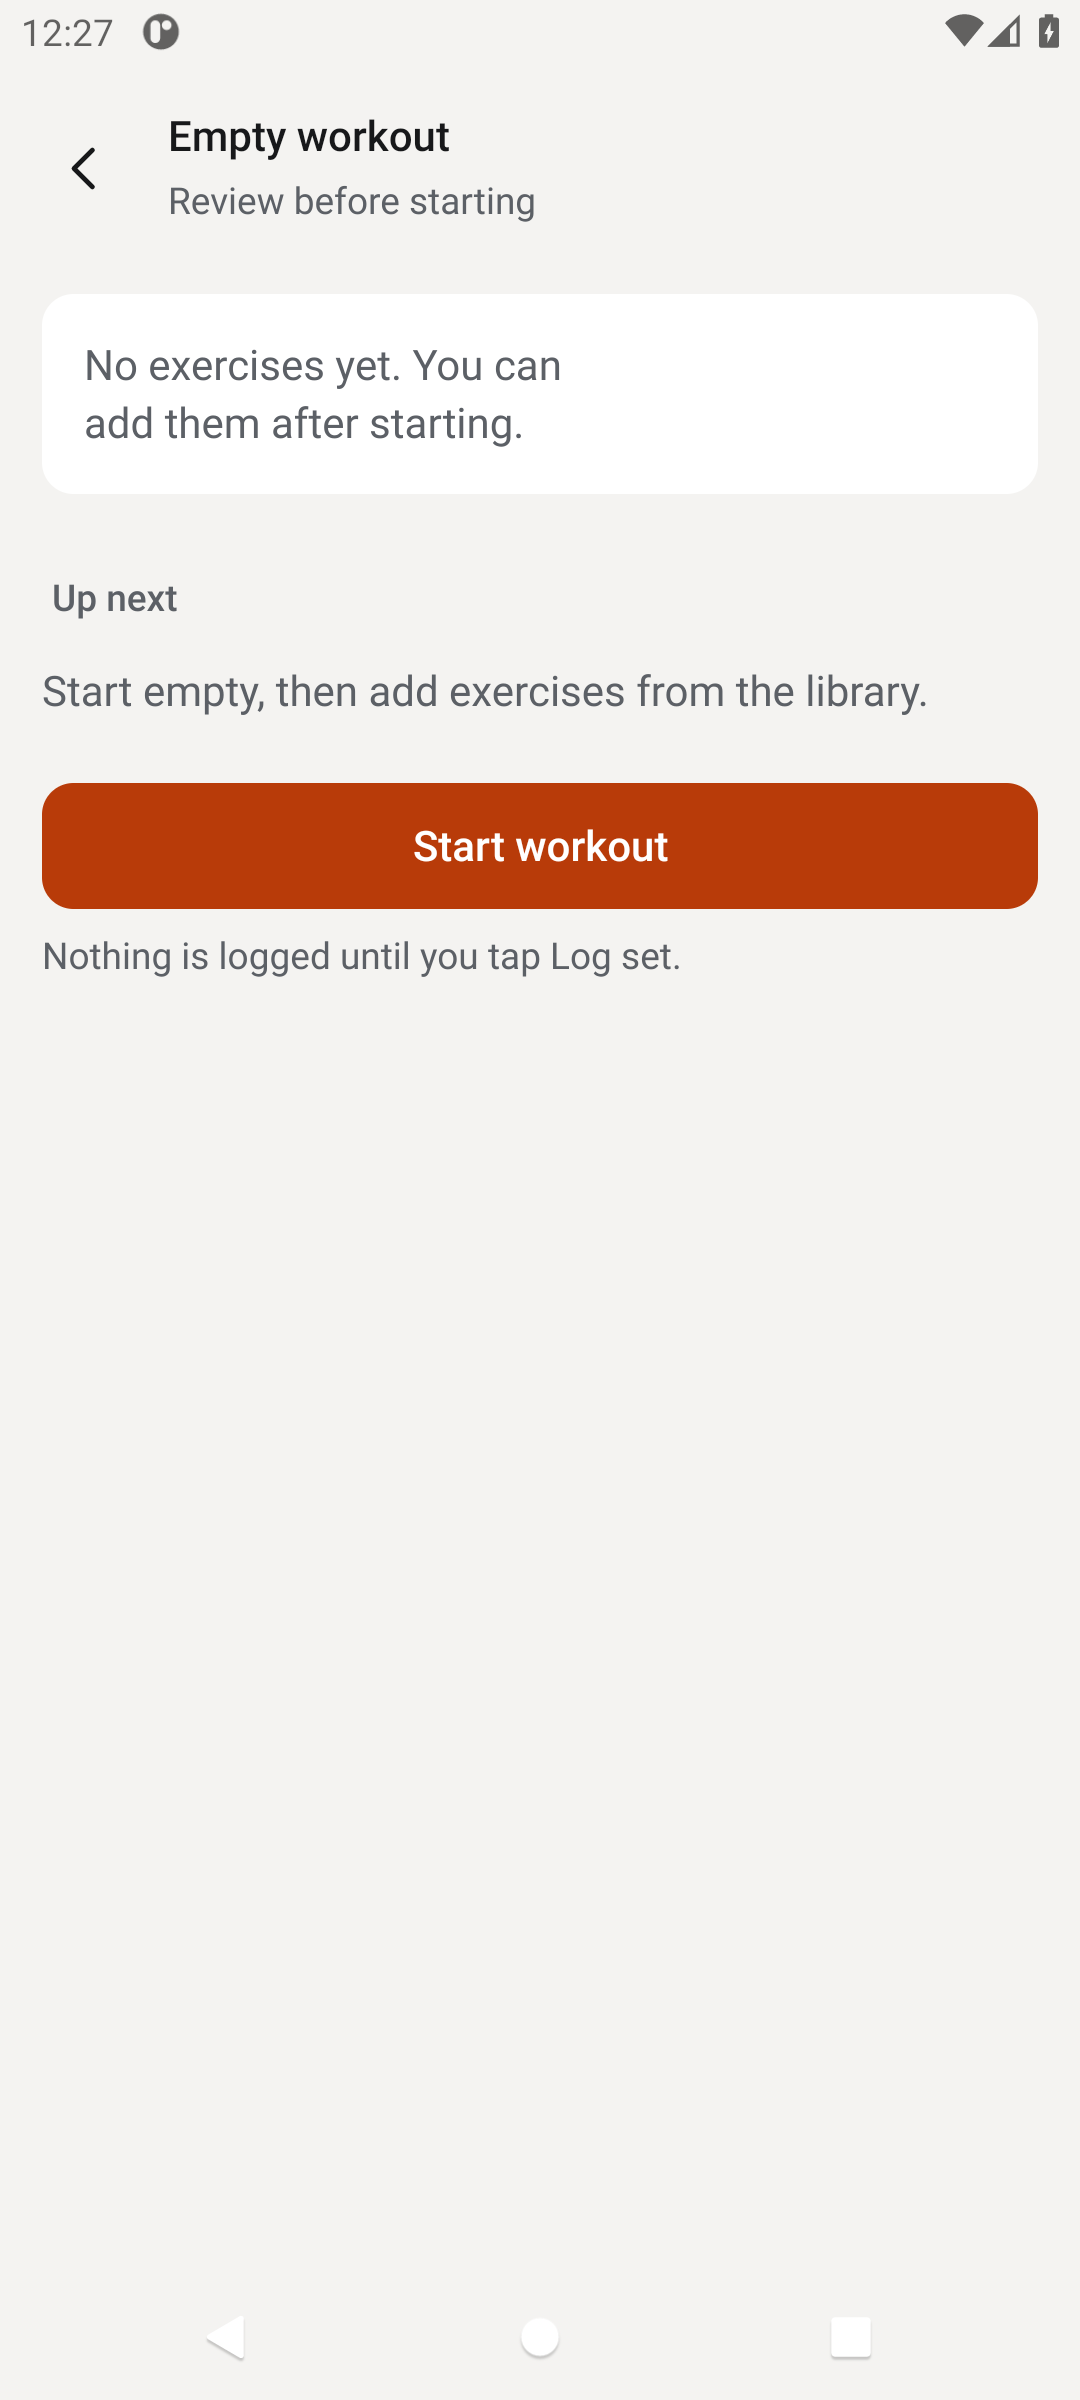 12:27
Empty workout
Review before starting
No exercises yet. You can
add them after starting.
Up next
Start empty, then add exercises from the library.
Start workout
Nothing is logged until you tap Log set.